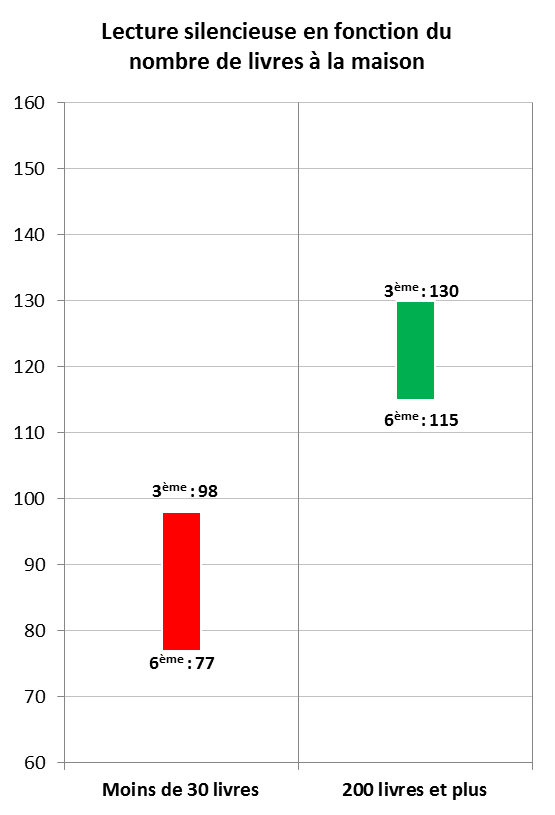 Lecture silencieuse en fonction du
nombre de livres à la maison
160
150
140
130
120
110
100
90
80
70
60
3ème : 130
6ème : 115
3ème : 98
6ème : 77
Moins de 30 livres
200 livres et plus